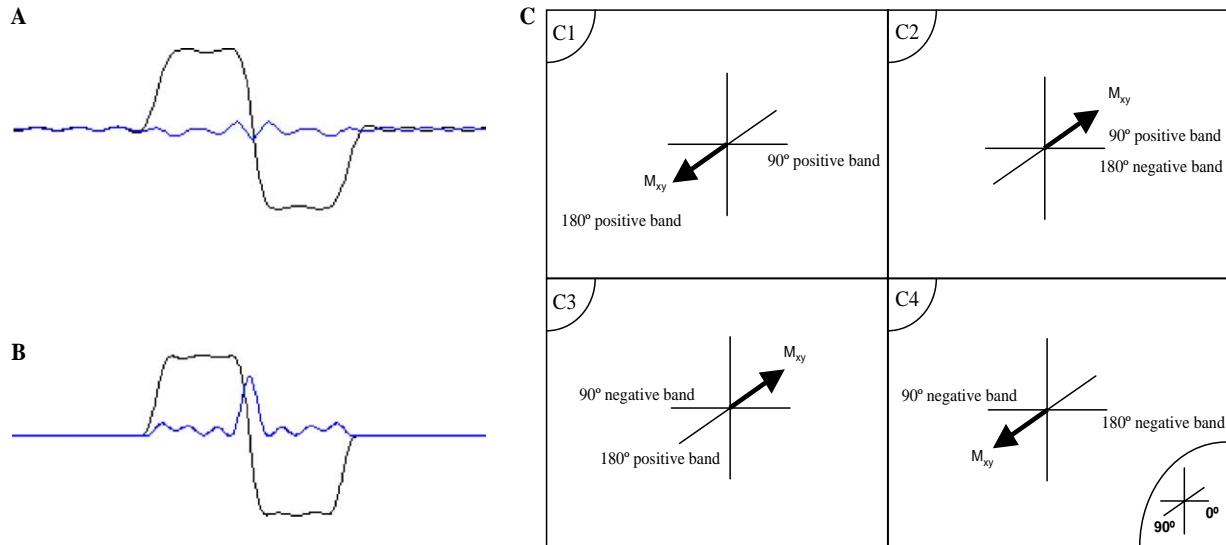 A
B
C
C1
M_xy
90º positive band
180º positive band
C2
M_xy
90º positive band
180º negative band
C3
M_xy
90º negative band
180º positive band
C4
90º negative band
180º negative band
M_xy
90º
0º